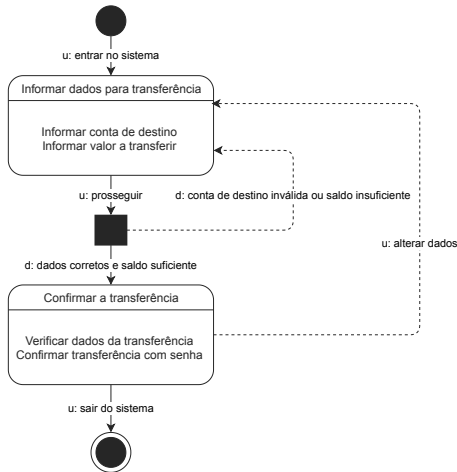 u: entrar no sistema
Informar dados para transferência
Informar conta de destino
Informar valor a transferir
u: prosseguir
d: conta de destino inválida ou saldo insuficiente
u: alterar dados
d: dados corretos e saldo suficiente
Confirmar a transferência
Verificar dados da transferência
Confirmar transferência com senha
u: sair do sistema